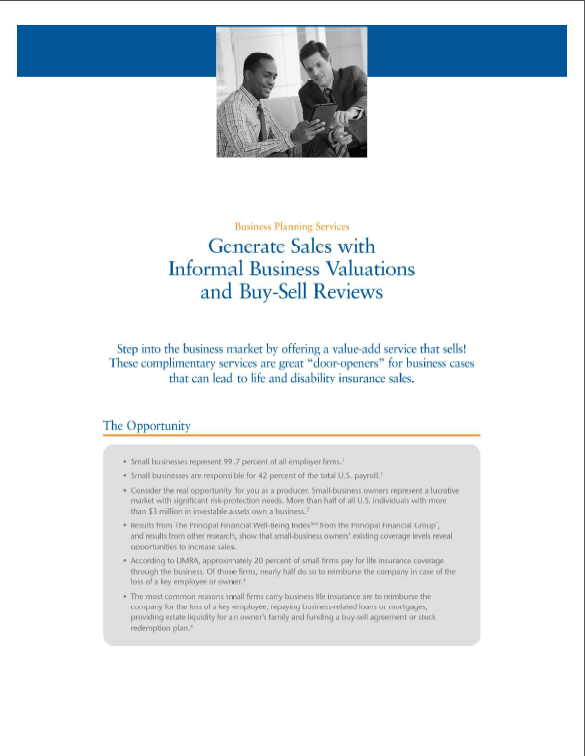 Business Planning Services
Generate Sales with
Informal Business Valuations
and Buy-Sell Reviews
Step into the business market by offering a value-add service that sells!
These complimentary services are great “door-openers” for business cases
that can lead to life and disability insurance sales.
The Opportunity
• Small businesses represent 99.7 percent of all employer firms.¹
• Small businesses are responsible for 42 percent of the total U.S. payroll.¹
• Consider the real opportunity for you as a producer. Small-business owners represent a lucrative
market with significant risk-protection needs. More than half of all U.S. individuals with more
than $3 million in investable assets own a business.²
• Results from The Principal Financial Well-Being Index from the Principal Financial Group,
and results from other research, show that small-business owners’ existing coverage levels reveal
opportunities to increase sales.
• According to LIMRA, approximately 20 percent of small firms pay for life insurance coverage
through the business. Of those firms, nearly half do so to reimburse the company in case of the
loss of a key employee or owner.⁴
• The most common reasons small firms carry business life insurance are to reimburse the
company for the loss of a key employee, repaying business-related loans or mortgages,
providing estate liquidity for an owner’s family and funding a buy-sell agreement or stock
redemption plan.⁴